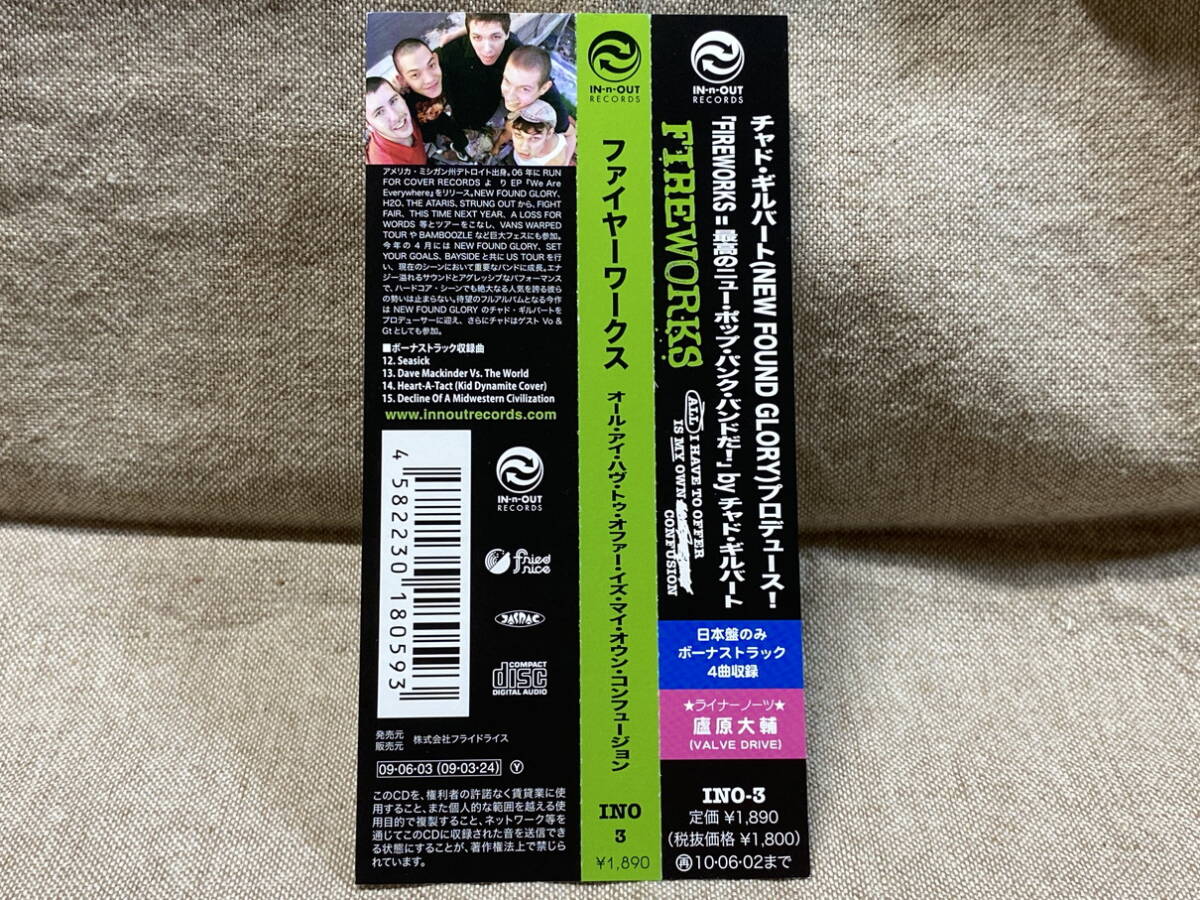 IN-n-OUT
RECORDS
チャド・ギルバート(NEW FOUND GLORY)プロデュース!
「FIREWORKS = 最高のニュー・ポップ・パンク・バンドだ!」by チャド・ギルバート
FIREWORKS
ALL I HAVE TO OFFER
IS MY OWN
CONFUSION
日本盤のみ
ボーナストラック
4曲収録
★ライナーノーツ★
廬原大輔
(VALVE DRIVE)
INO-3
定価 ¥1,890
(税抜価格 ¥1,800)
再10・06・02まで
IN-n-OUT
RECORDS
ファイヤーワークス
オール・アイ・ハヴ・トゥ・オファー・イズ・マイ・オウン・コンフュージョン
INO
3
¥1,890
アメリカ・ミシガン州デトロイト出身。06 年に RUN
FOR COVER RECORDS より EP『We Are
Everywhere』をリリース。NEW FOUND GLORY、
H2O、THE ATARIS、STRUNG OUT から、FIGHT
FAIR、THIS TIME NEXT YEAR、A LOSS FOR
WORDS 等とツアーをこなし、VANS WARPED
TOUR や BAMBOOZLE など巨大フェスにも参加。
今年の 4 月には NEW FOUND GLORY、SET
YOUR GOALS、BAYSIDE と共に US TOUR を行
い、現在のシーンにおいて重要なバンドに成長。エナ
ジー溢れるサウンドとアグレッシブなパフォーマンス
で、ハードコア・シーンでも絶大なる人気を誇る彼ら
の勢いは止まらない。待望のフルアルバムとなる今作
は NEW FOUND GLORY のチャド・ギルバートを
プロデューサーに迎え、さらにチャドはゲスト Vo &
Gt としても参加。
■ボーナストラック収録曲
12. Seasick
13. Dave Mackinder Vs. The World
14. Heart-A-Tact (Kid Dynamite Cover)
15. Decline Of A Midwestern Civilization
www.innoutrecords.com
4 582230 180593
IN-n-OUT
RECORDS
fried
rice
JASRAC
COMPACT
disc
DIGITAL AUDIO
発売元
販売元
株式会社フライドライス
09・06・03 (09・03・24) Y
このCDを、権利者の許諾なく賃貸業に使
用すること、また個人的な範囲を越える使
用目的で複製すること、ネットワーク等を
通じてこのCDに収録された音を送信でき
る状態にすることが、著作権法上で禁じら
れています。